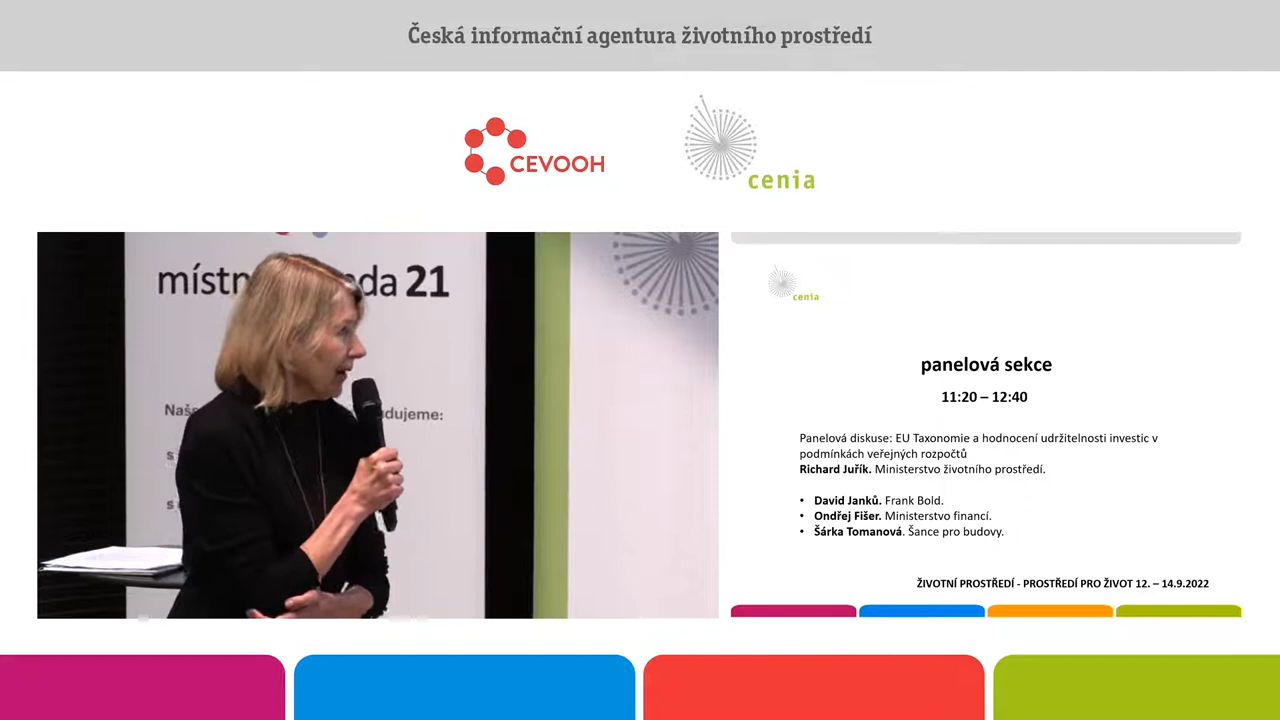 Česká informační agentura životního prostředí
CEVOOH
cenia
místn
da 21
Naš
udujeme:
s
s
cenia
panelová sekce
11:20 – 12:40
Panelová diskuse: EU Taxonomie a hodnocení udržitelnosti investic v
podmínkách veřejných rozpočtů
Richard Juřík. Ministerstvo životního prostředí.
• David Janků. Frank Bold.
• Ondřej Fišer. Ministerstvo financí.
• Šárka Tomanová. Šance pro budovy.
ŽIVOTNÍ PROSTŘEDÍ - PROSTŘEDÍ PRO ŽIVOT 12. – 14.9.2022